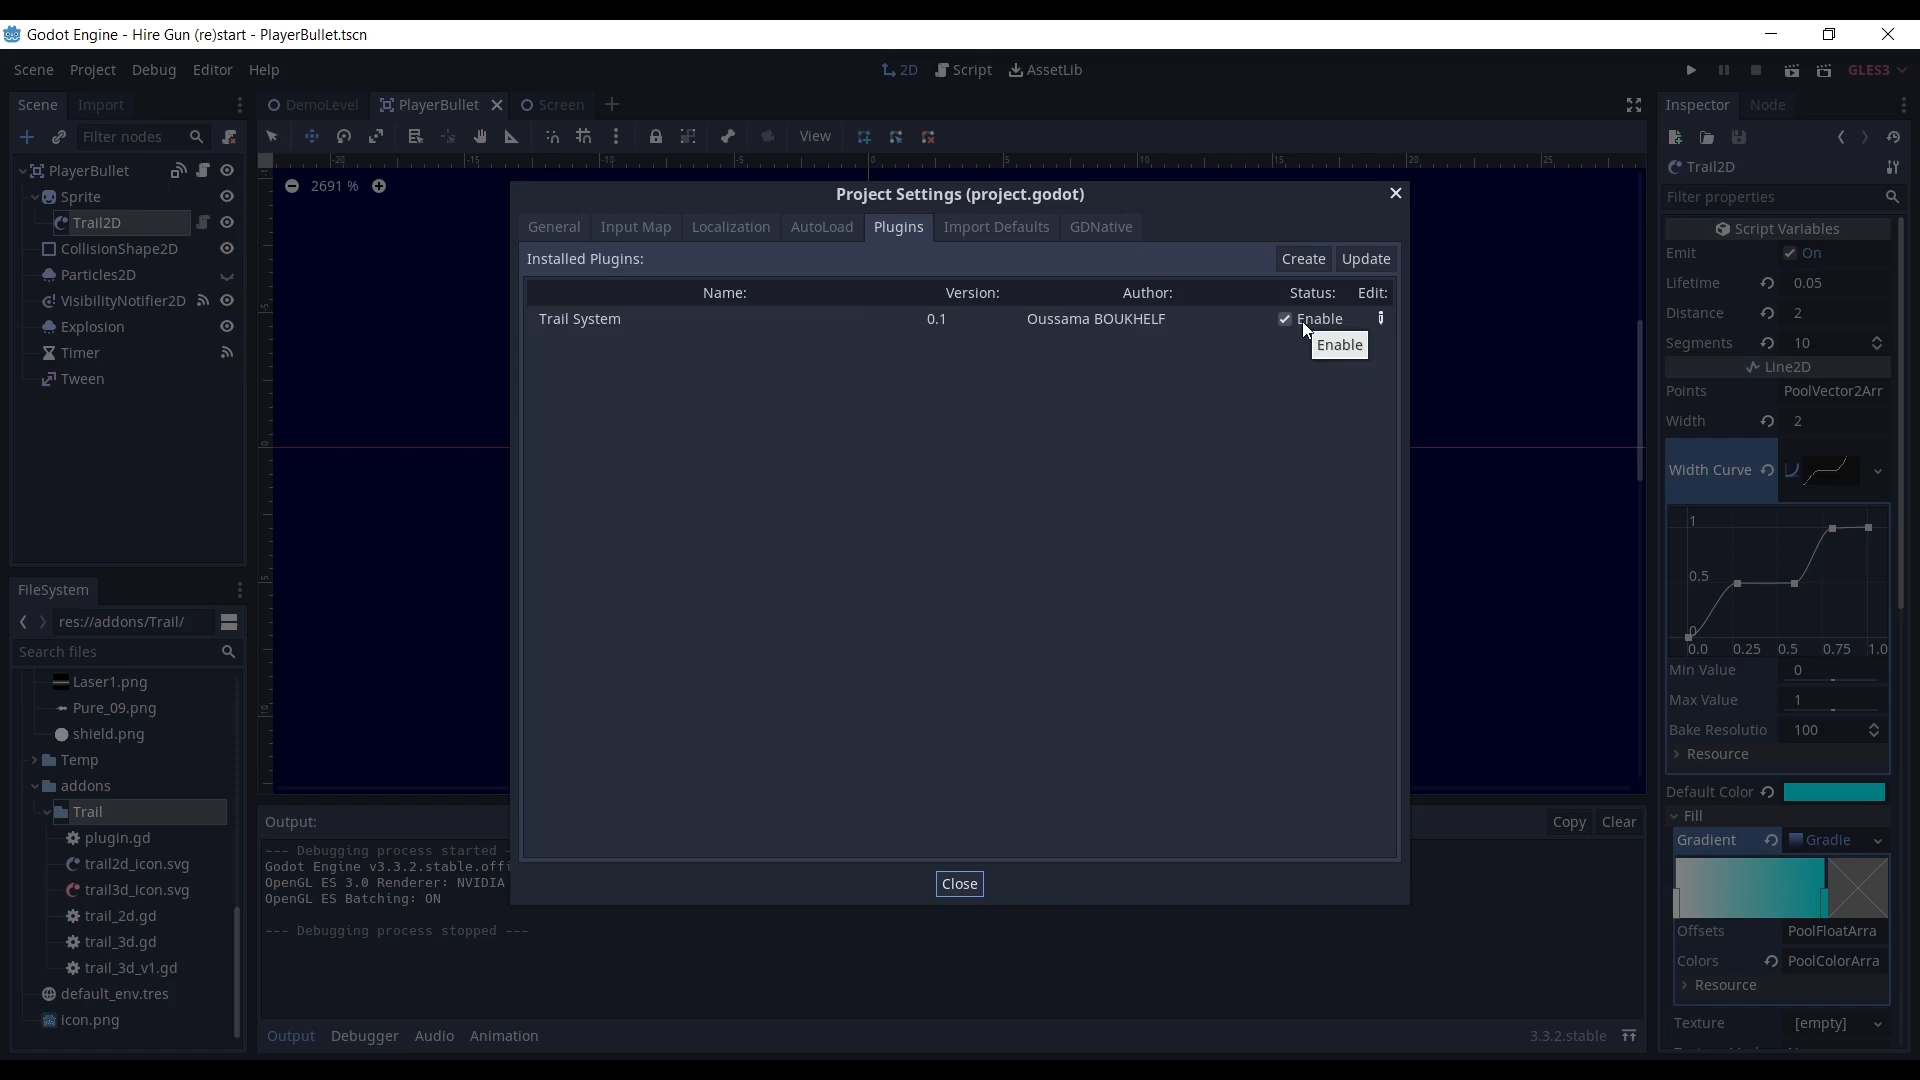 Godot Engine - Hire Gun (re)start - PlayerBullet.tscn
Scene Project Debug Editor Help
2D Script AssetLib
GLES3
Scene Import
DemoLevel PlayerBullet Screen
Inspector Node
Filter nodes
View
PlayerBullet
Sprite
Trail2D
CollisionShape2D
Particles2D
VisibilityNotifier2D
Explosion
Timer
Tween
-20 -15 -10 -5 0 5 10 15 20 25
2691 %
Project Settings (project.godot)
General Input Map Localization AutoLoad Plugins Import Defaults GDNative
Installed Plugins: Create Update
Name: Version: Author: Status: Edit:
Trail System 0.1 Oussama BOUKHELF Enable
Enable
Close
Trail2D
Filter properties
Script Variables
Emit On
Lifetime 0.05
Distance 2
Segments 10
Line2D
Points PoolVector2Arr
Width 2
Width Curve
1
0.5
0
0.0 0.25 0.5 0.75 1.0
Min Value 0
Max Value 1
Bake Resolutio 100
Resource
Default Color
Fill
Gradient Gradie
Offsets PoolFloatArra
Colors PoolColorArra
Resource
Texture [empty]
FileSystem
res://addons/Trail/
Search files
Laser1.png
Pure_09.png
shield.png
Temp
addons
Trail
plugin.gd
trail2d_icon.svg
trail3d_icon.svg
trail_2d.gd
trail_3d.gd
trail_3d_v1.gd
default_env.tres
icon.png
Output: Copy Clear
--- Debugging process started -
Godot Engine v3.3.2.stable.offi
OpenGL ES 3.0 Renderer: NVIDIA
OpenGL ES Batching: ON
--- Debugging process stopped ---
Output Debugger Audio Animation 3.3.2.stable